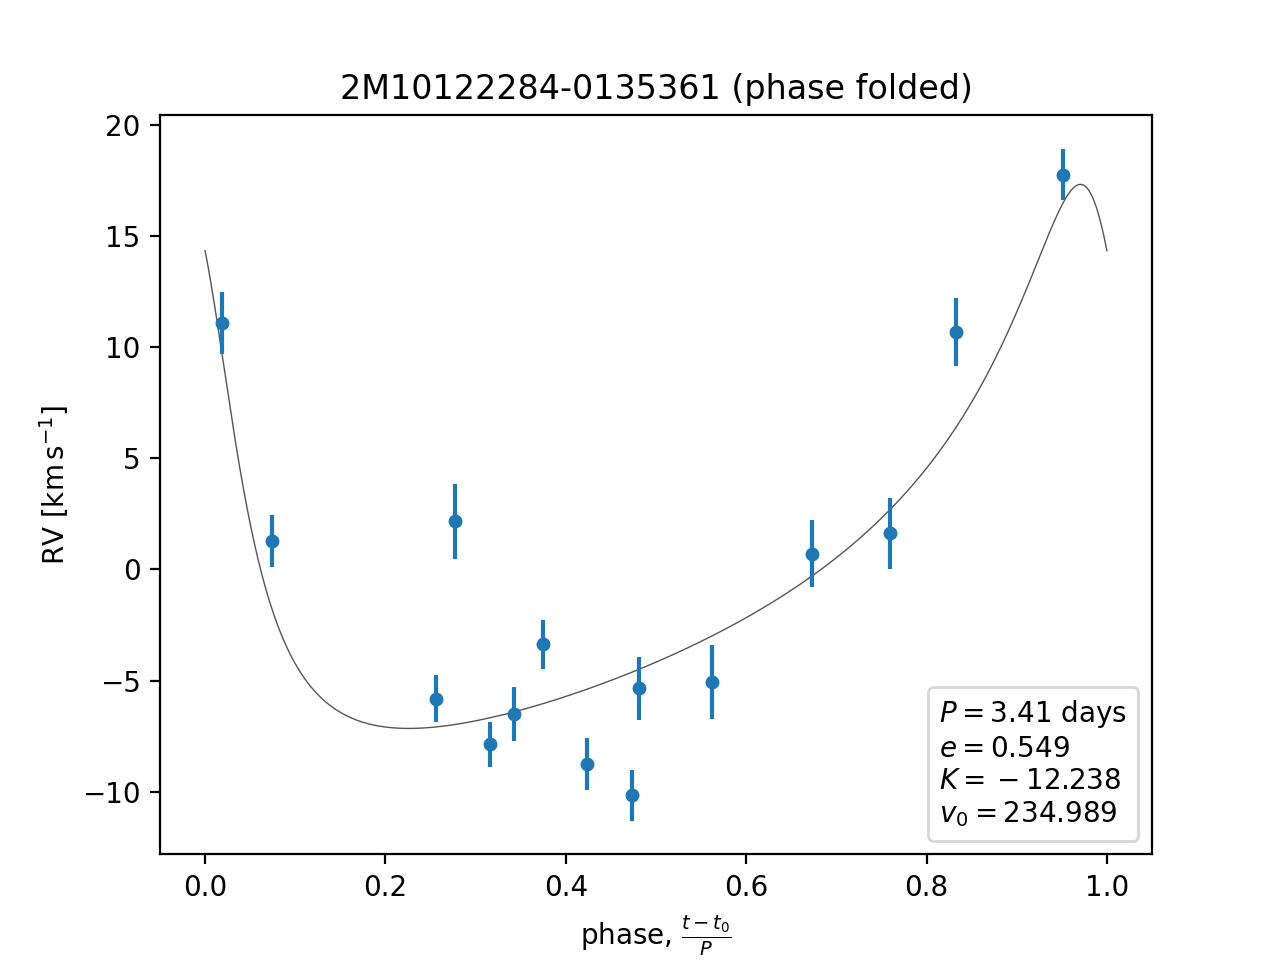 2M10122284-0135361 (phase folded)
20
15
10
5
0
−5
−10
RV [km s⁻¹]
P = 3.41 days
e = 0.549
K = −12.238
v₀ = 234.989
0.0 0.2 0.4 0.6 0.8 1.0
phase, (t − t₀)/P